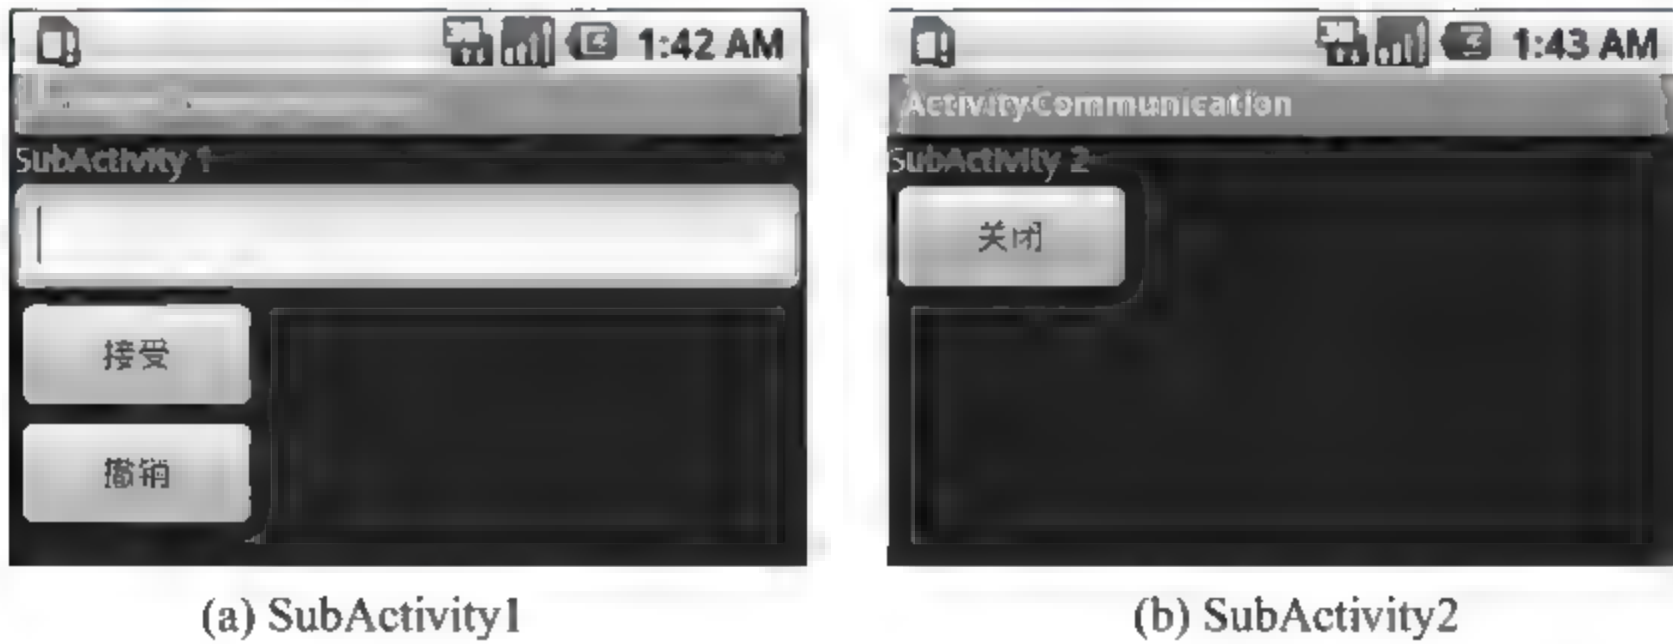 1:42 AM
SubActivity 1
接受
撤销
(a) SubActivity1
1:43 AM
ActivityCommunication
SubActivity 2
关闭
(b) SubActivity2